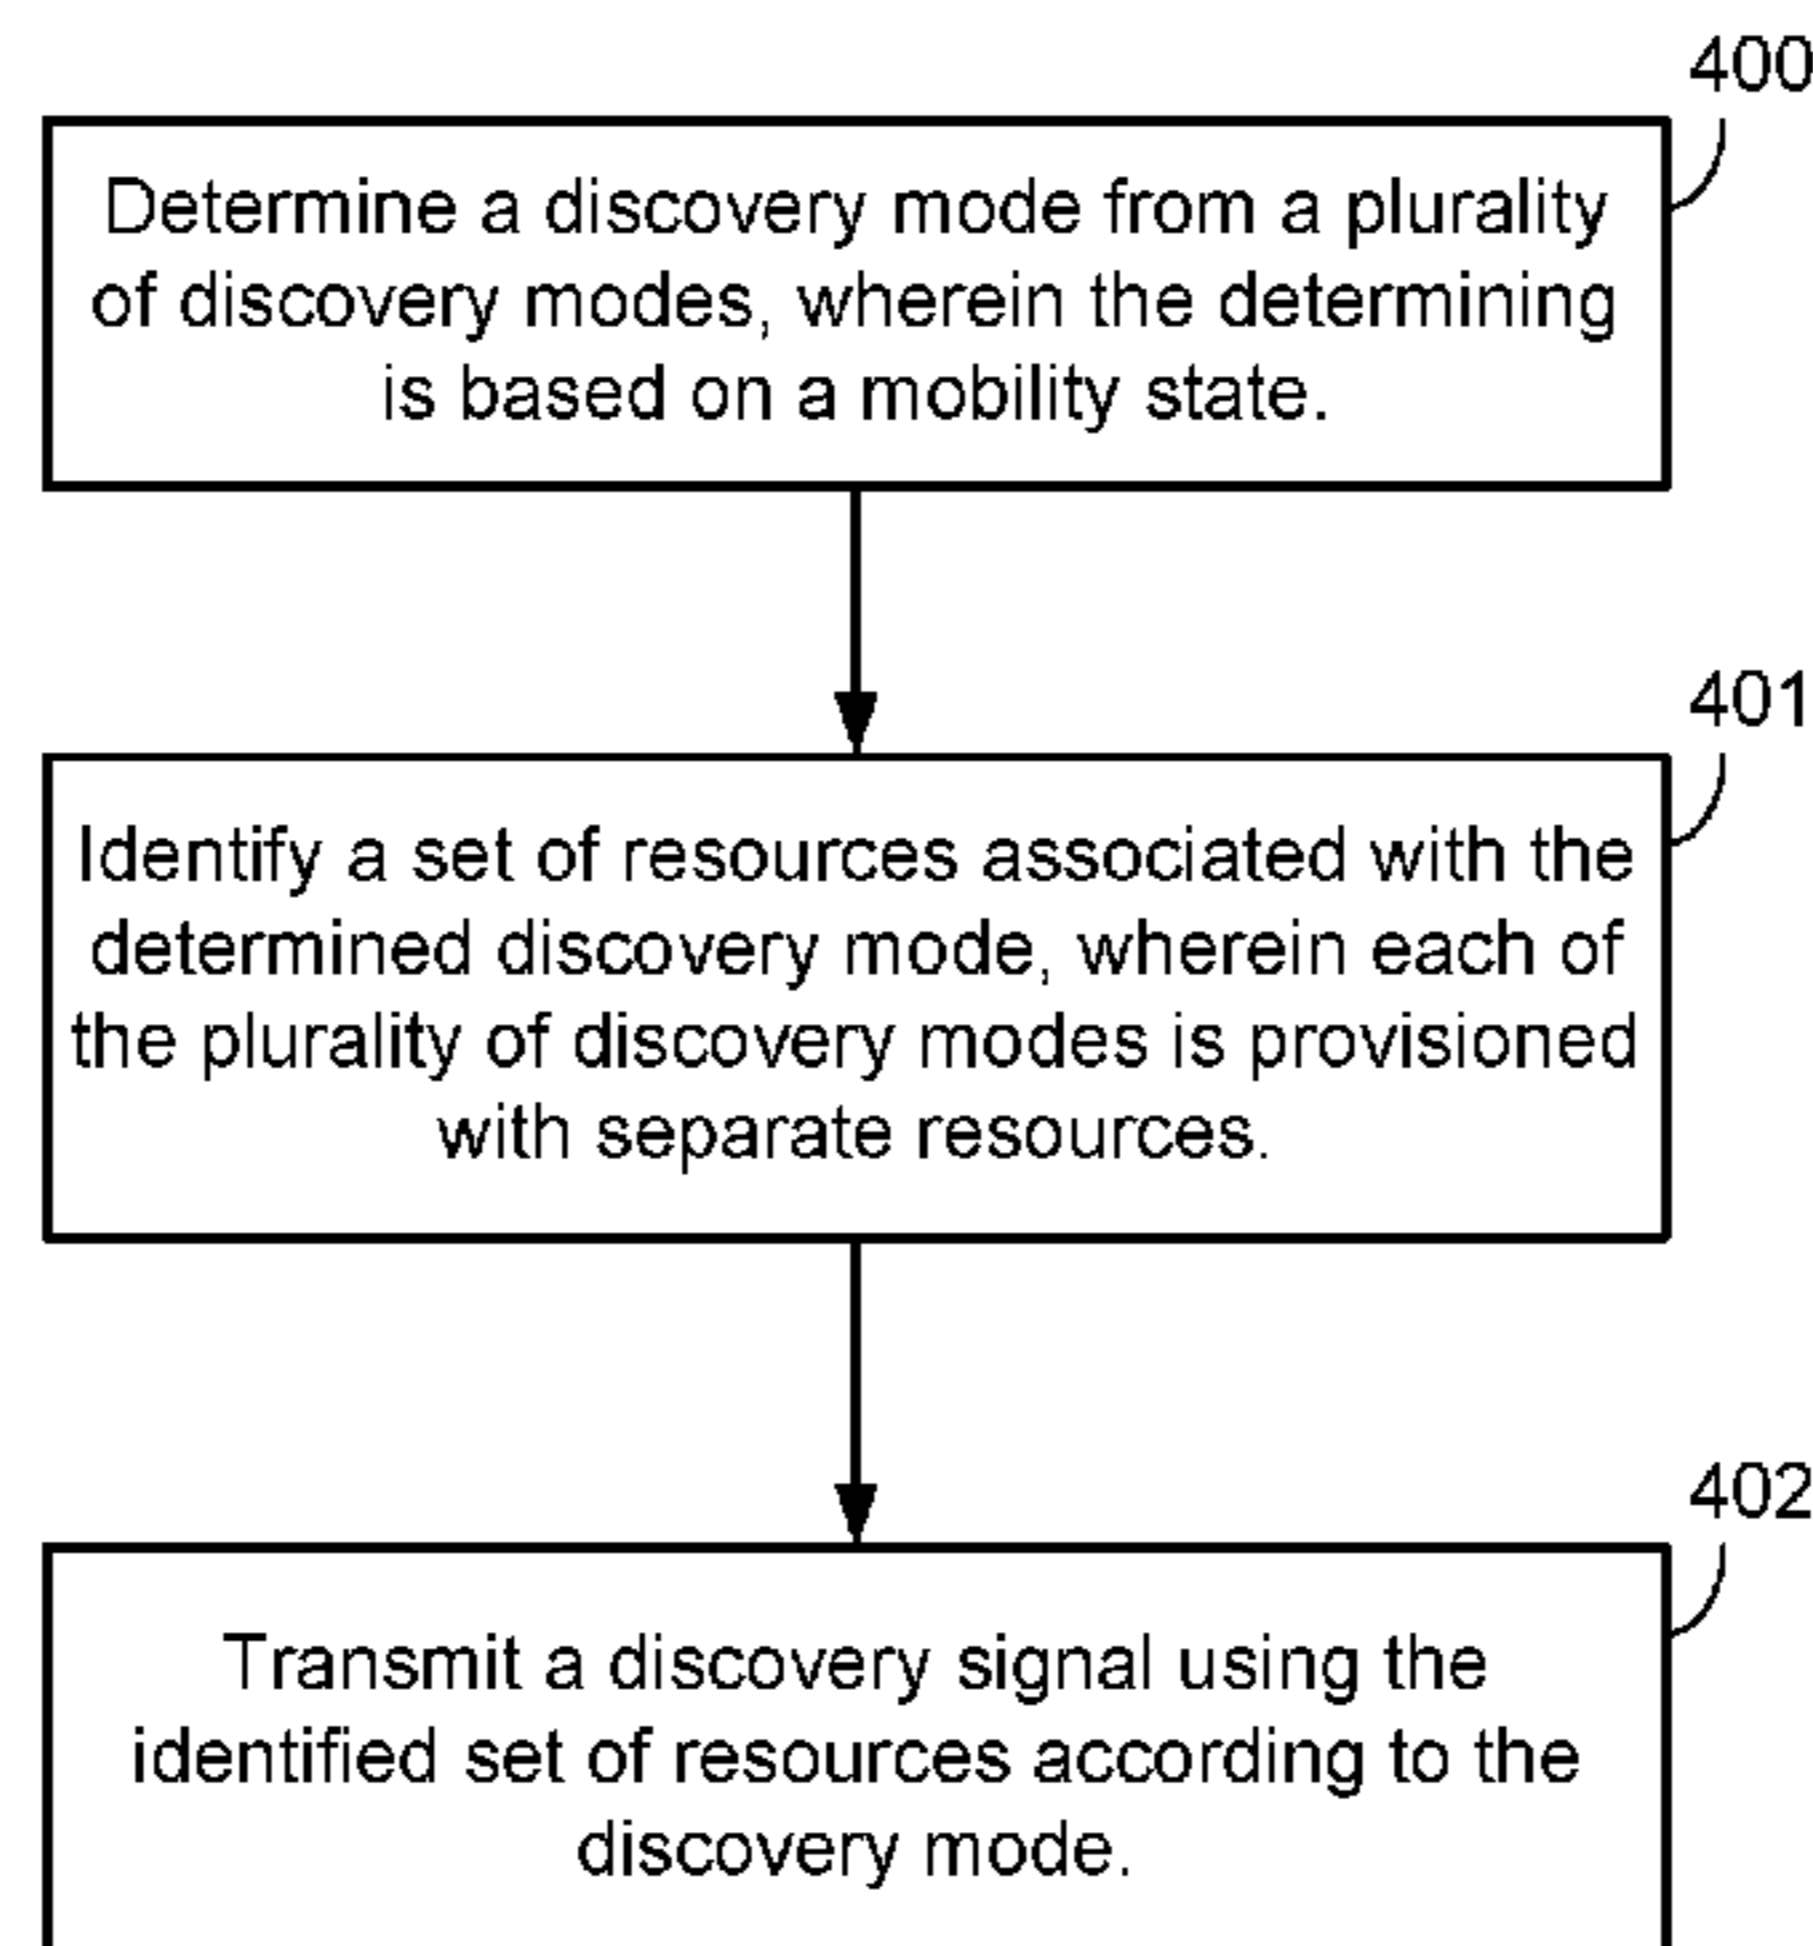 400
Determine a discovery mode from a plurality
of discovery modes, wherein the determining
is based on a mobility state.
401
Identify a set of resources associated with the
determined discovery mode, wherein each of
the plurality of discovery modes is provisioned
with separate resources.
402
Transmit a discovery signal using the
identified set of resources according to the
discovery mode.